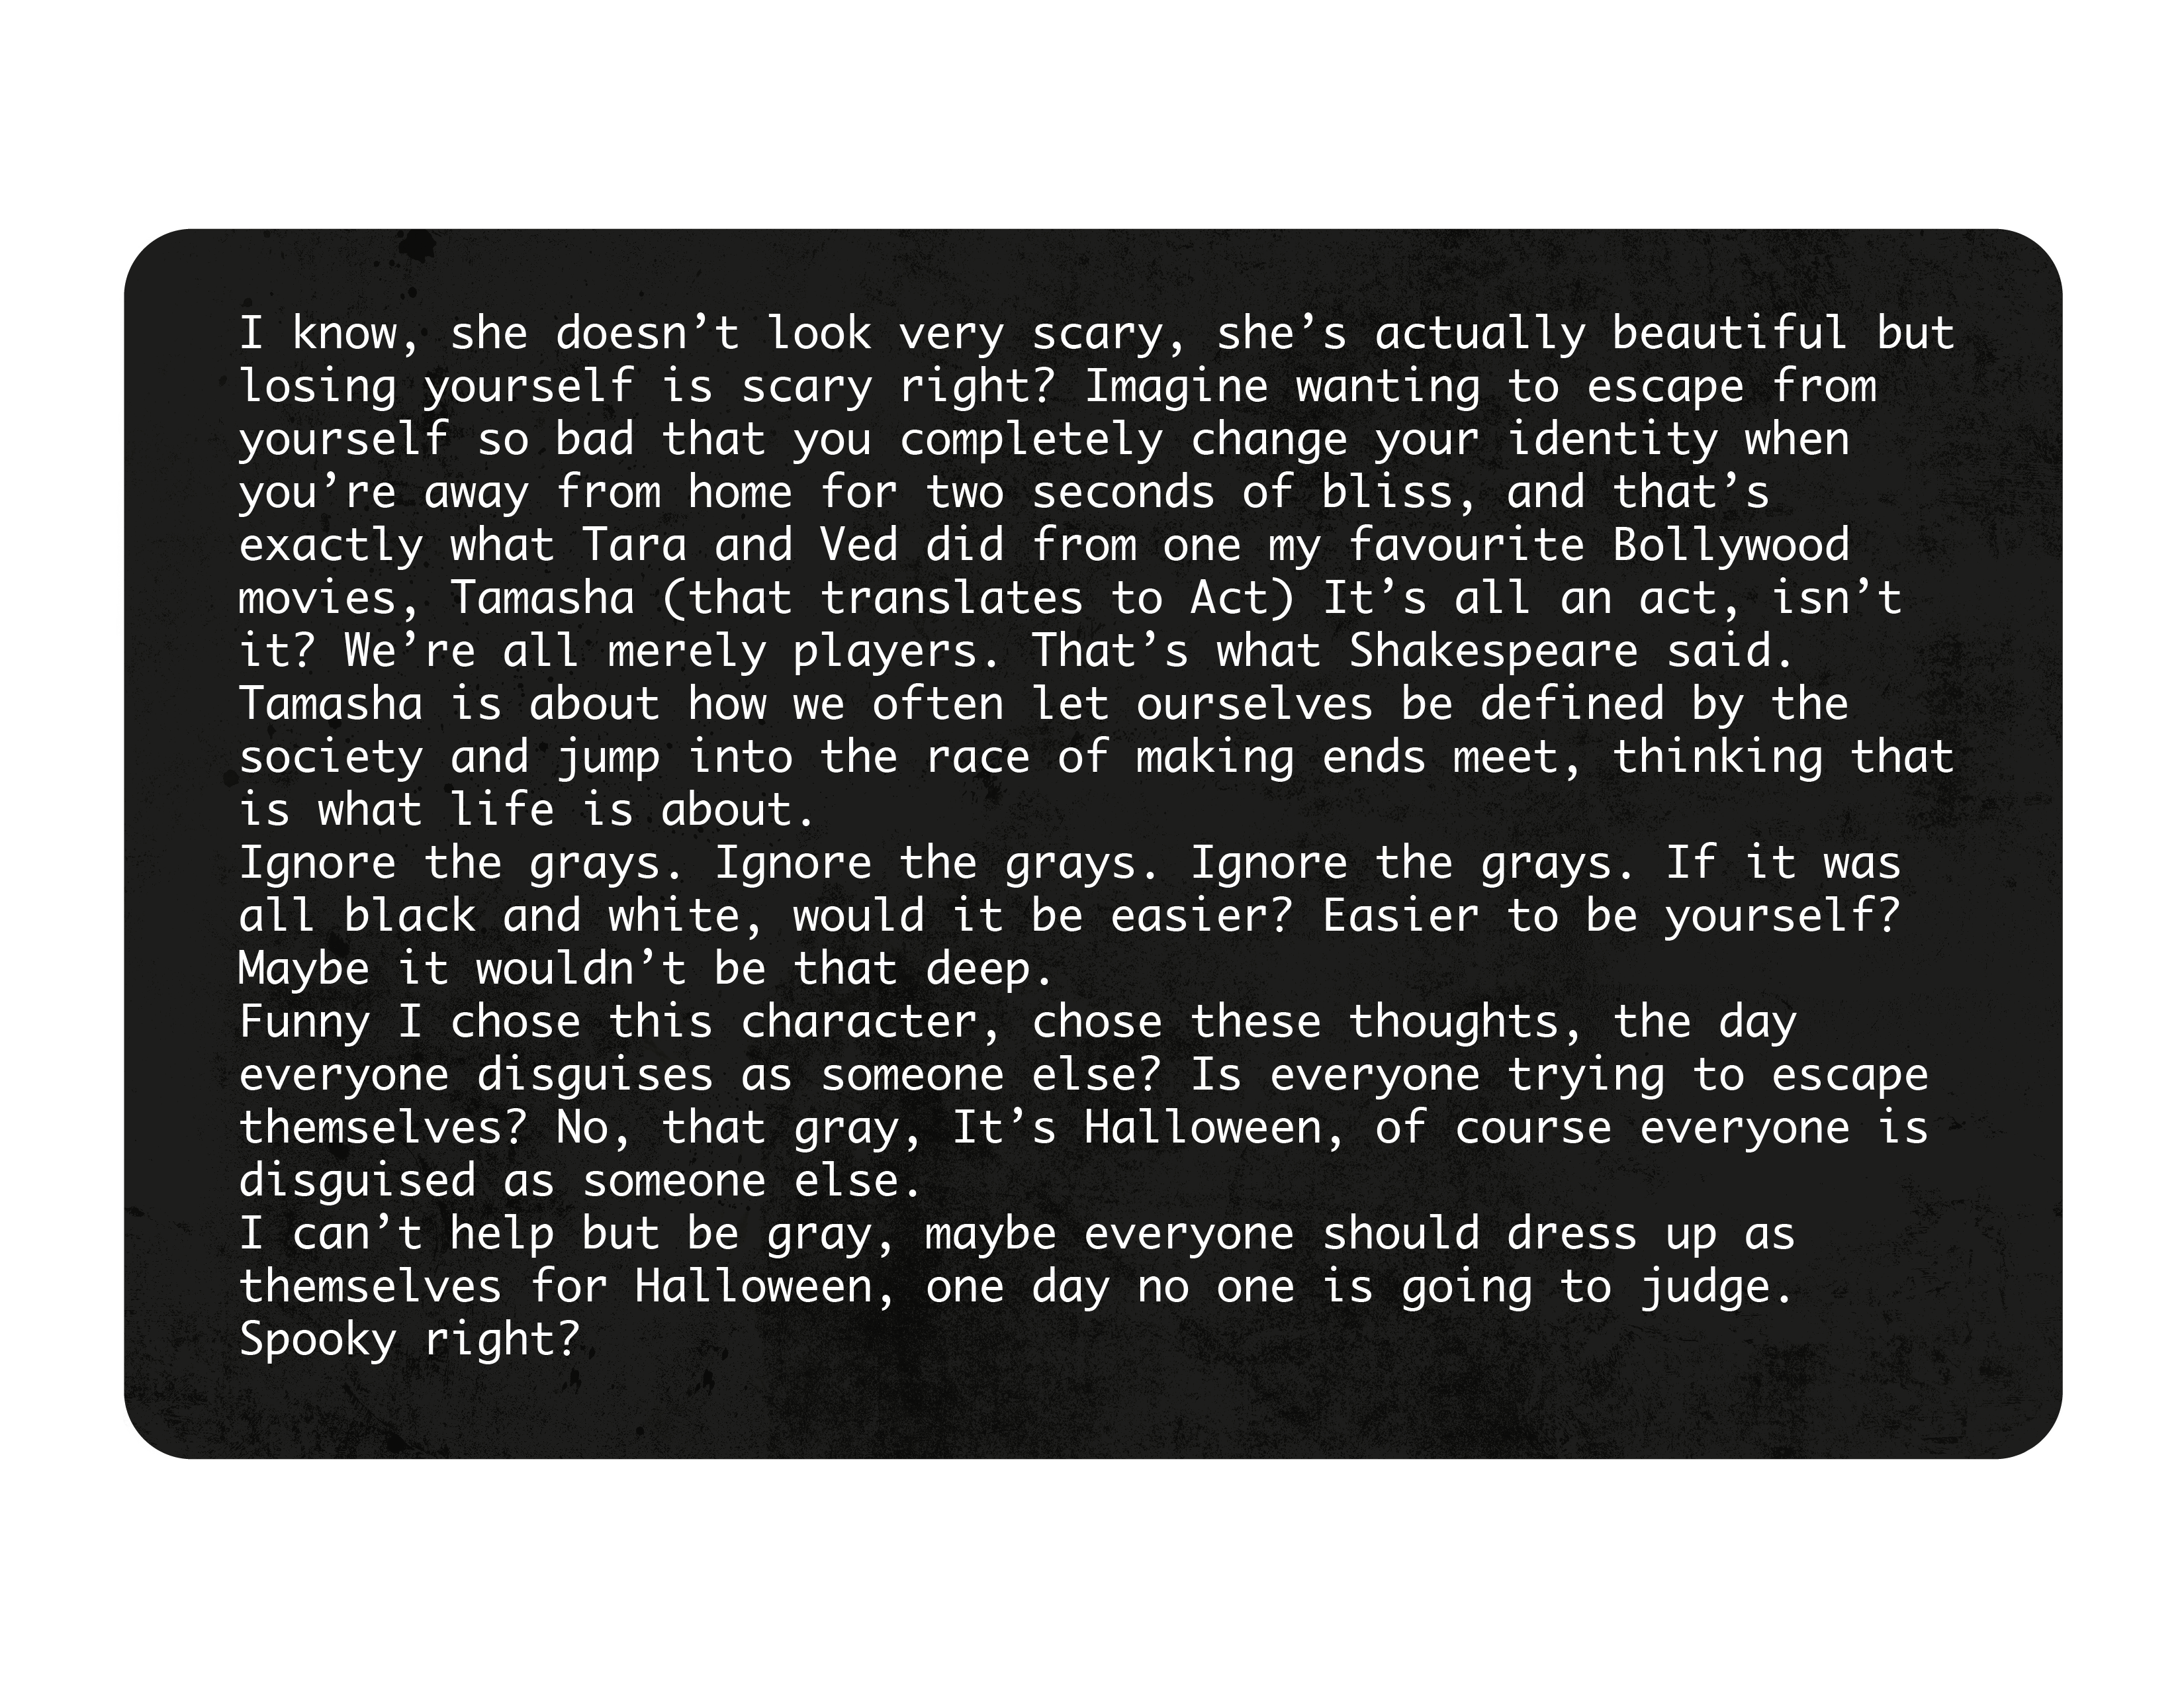 I know, she doesn’t look very scary, she’s actually beautiful but
losing yourself is scary right? Imagine wanting to escape from
yourself so bad that you completely change your identity when
you’re away from home for two seconds of bliss, and that’s
exactly what Tara and Ved did from one my favourite Bollywood
movies, Tamasha (that translates to Act) It’s all an act, isn’t
it? We’re all merely players. That’s what Shakespeare said.
Tamasha is about how we often let ourselves be defined by the
society and jump into the race of making ends meet, thinking that
is what life is about.
Ignore the grays. Ignore the grays. Ignore the grays. If it was
all black and white, would it be easier? Easier to be yourself?
Maybe it wouldn’t be that deep.
Funny I chose this character, chose these thoughts, the day
everyone disguises as someone else? Is everyone trying to escape
themselves? No, that gray, It’s Halloween, of course everyone is
disguised as someone else.
I can’t help but be gray, maybe everyone should dress up as
themselves for Halloween, one day no one is going to judge.
Spooky right?